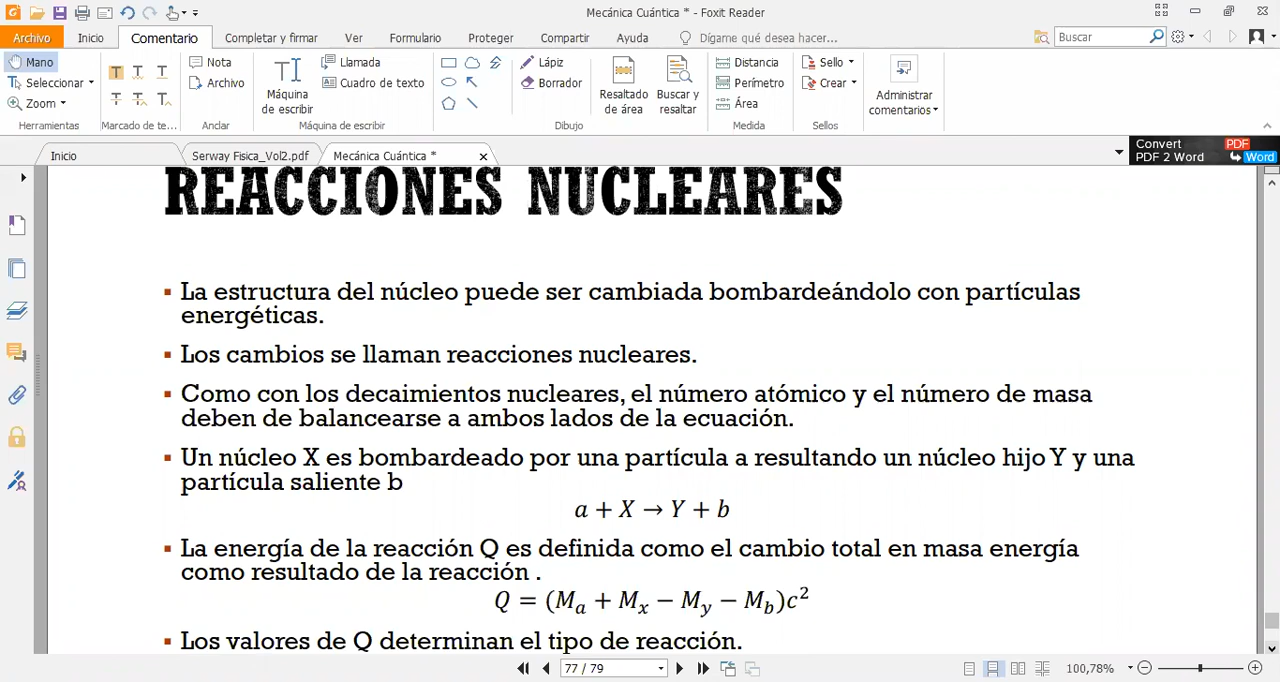 Mecánica Cuántica * - Foxit Reader
Archivo Inicio Comentario Completar y firmar Ver Formulario Proteger Compartir Ayuda Dígame qué desea hacer... Buscar
Mano
Seleccionar
Zoom
Herramientas
T T T
T T T
Marcado de te...
Nota
Archivo
Andar
Máquina
de escribir
Llamada
Cuadro de texto
Máquina de escribir
Lápiz
Borrador
Dibujo
Resaltado
de área
Buscar y
resaltar
Distancia
Perímetro
Área
Medida
Sello
Crear
Sellos
Administrar
comentarios
Inicio Serway Fisica_Vol2.pdf Mecánica Cuántica *
Convert PDF
PDF 2 Word Word
REACCIONES NUCLEARES
▪ La estructura del núcleo puede ser cambiada bombardeándolo con partículas
energéticas.
▪ Los cambios se llaman reacciones nucleares.
▪ Como con los decaimientos nucleares, el número atómico y el número de masa
deben de balancearse a ambos lados de la ecuación.
▪ Un núcleo X es bombardeado por una partícula a resultando un núcleo hijo Y y una
partícula saliente b
a + X → Y + b
▪ La energía de la reacción Q es definida como el cambio total en masa energía
como resultado de la reacción .
Q = (Mₐ + Mₓ − M_y − M_b)c²
▪ Los valores de Q determinan el tipo de reacción.
77 / 79 100,78%